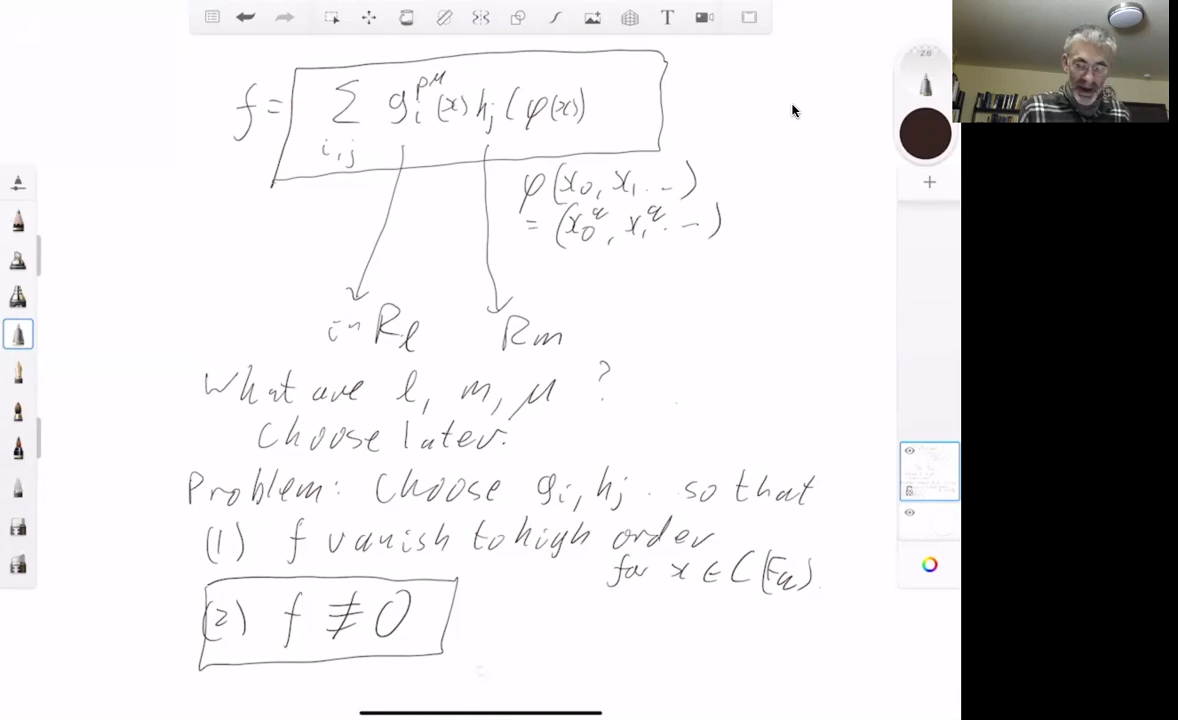 f = ∑ g_i^{p^μ}(x) h_j(φ(x)
i,j
φ(x_0, x_1 . . –)
= (x_0^q, x_1^q . . –)
in R_l R_m
What are l, m, μ ?
Choose later.
Problem: Choose g_i, h_j . so that
(1) f vanish to high order
for x ∈ C(F_q).
(2) f ≢ 0